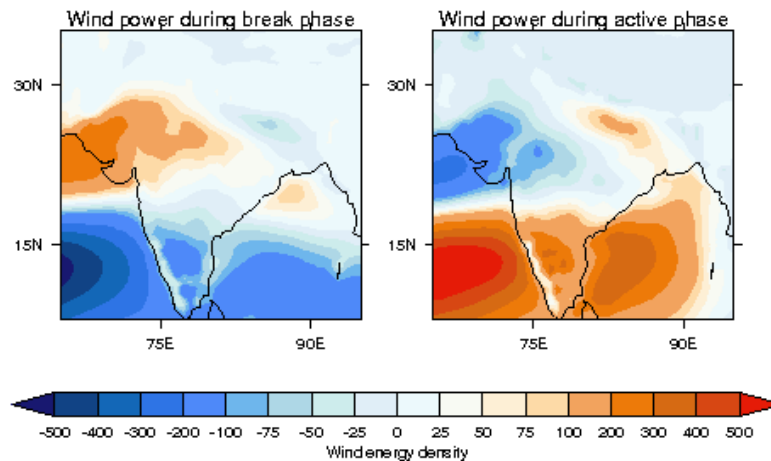 Wind power during break phase
Wind power during active phase
30N
30N
15N
15N
75E
90E
75E
90E
-500 -400 -300 -200 -100 -75 -50 -25 0 25 50 75 100 200 300 400 500
Wind energy density